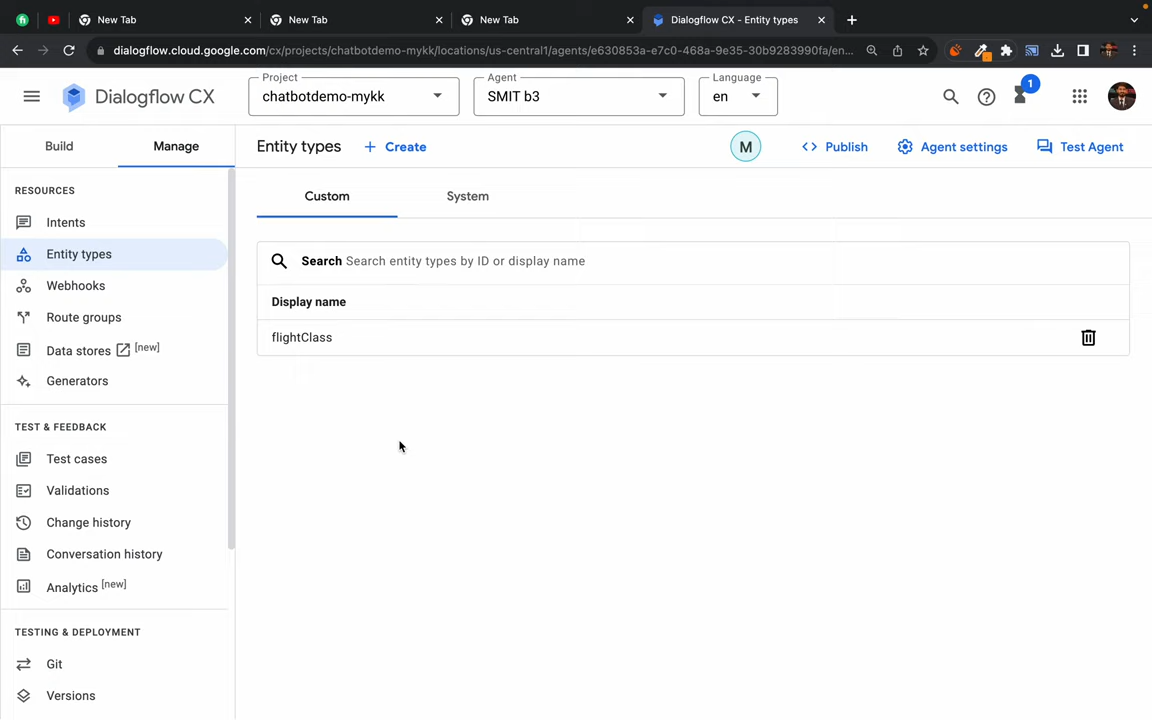 New Tab
New Tab
New Tab
Dialogflow CX - Entity types
dialogflow.cloud.google.com/cx/projects/chatbotdemo-mykk/locations/us-central1/agents/e630853a-e7c0-468a-9e35-30b9283990fa/en...
Dialogflow CX
Project
chatbotdemo-mykk
Agent
SMIT b3
Language
en
1
Build
Manage
Entity types
+ Create
M
Publish
Agent settings
Test Agent
RESOURCES
Intents
Entity types
Webhooks
Route groups
Data stores [new]
Generators
TEST & FEEDBACK
Test cases
Validations
Change history
Conversation history
Analytics [new]
TESTING & DEPLOYMENT
Git
Versions
Custom
System
Search Search entity types by ID or display name
Display name
flightClass